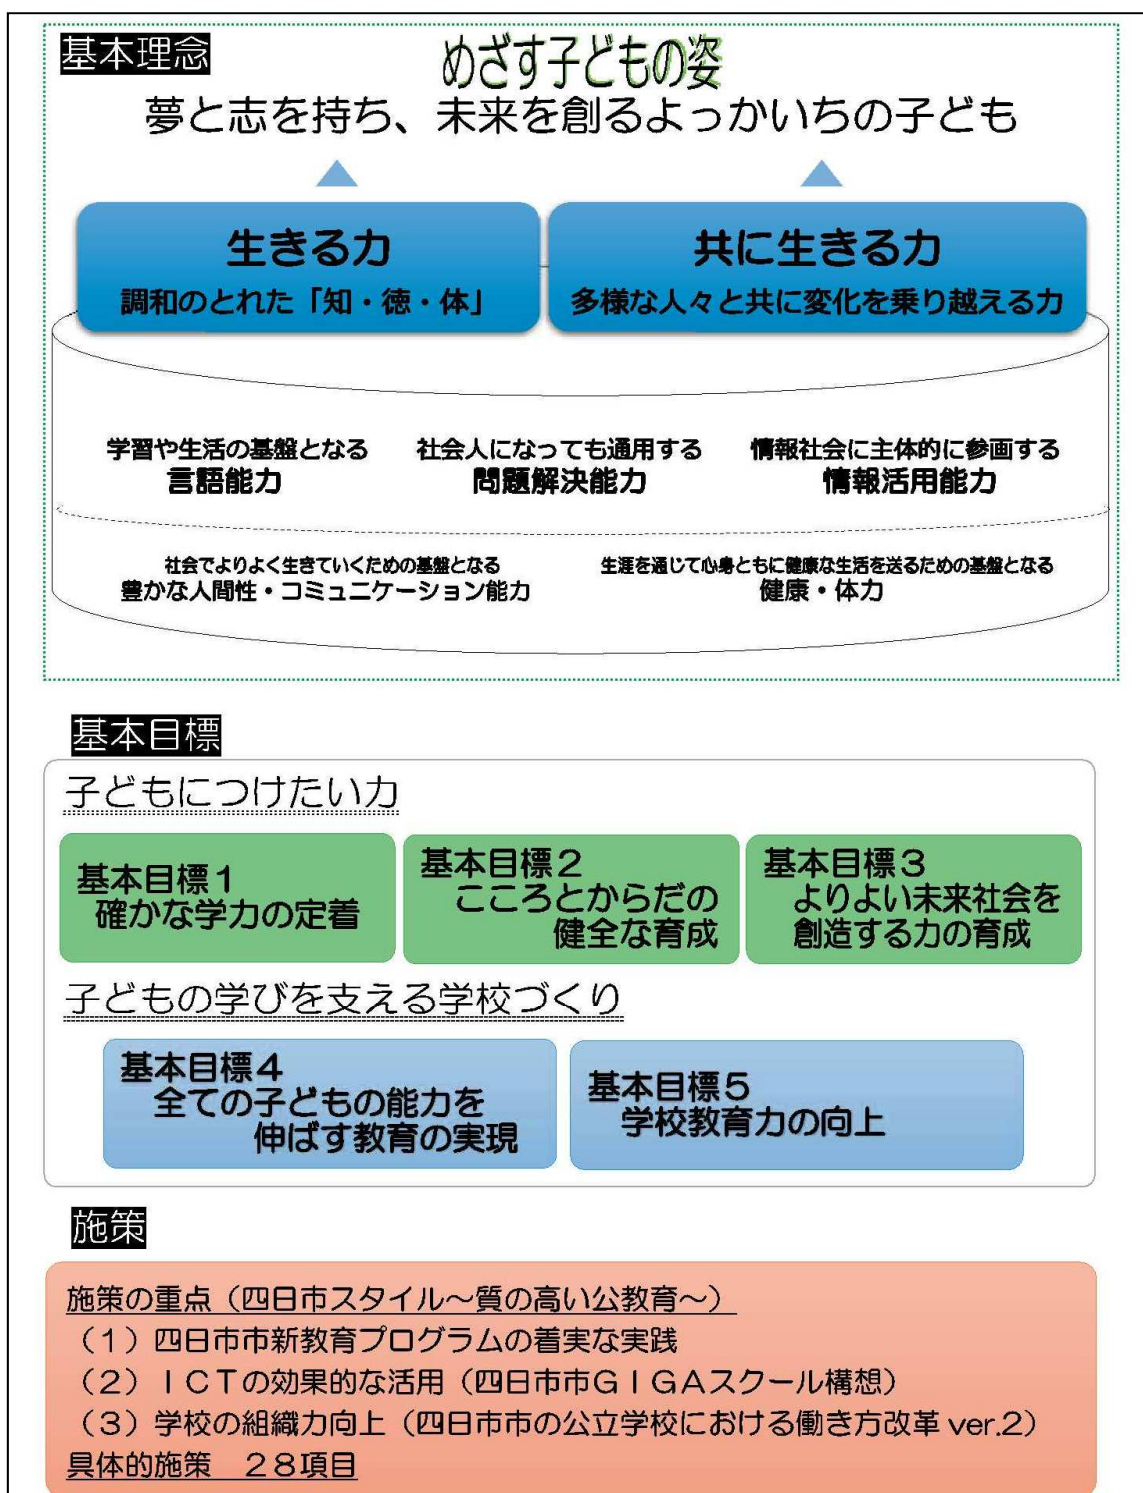 基本理念
めざす子どもの姿
夢と志を持ち、未来を創るよっかいちの子ども
生きる力
調和のとれた「知・徳・体」
共に生きる力
多様な人々と共に変化を乗り越える力
学習や生活の基盤となる
言語能力
社会人になっても通用する
問題解決能力
情報社会に主体的に参画する
情報活用能力
社会でよりよく生きていくための基盤となる
豊かな人間性・コミュニケーション能力
生涯を通じて心身ともに健康な生活を送るための基盤となる
健康・体力
基本目標
子どもにつけたい力
基本目標１
確かな学力の定着
基本目標２
こころとからだの
健全な育成
基本目標３
よりよい未来社会を
創造する力の育成
子どもの学びを支える学校づくり
基本目標４
全ての子どもの能力を
伸ばす教育の実現
基本目標５
学校教育力の向上
施策
施策の重点（四日市スタイル～質の高い公教育～）
（１）四日市市新教育プログラムの着実な実践
（２）ＩＣＴの効果的な活用（四日市市ＧＩＧＡスクール構想）
（３）学校の組織力向上（四日市市の公立学校における働き方改革 ver.2）
具体的施策　２８項目